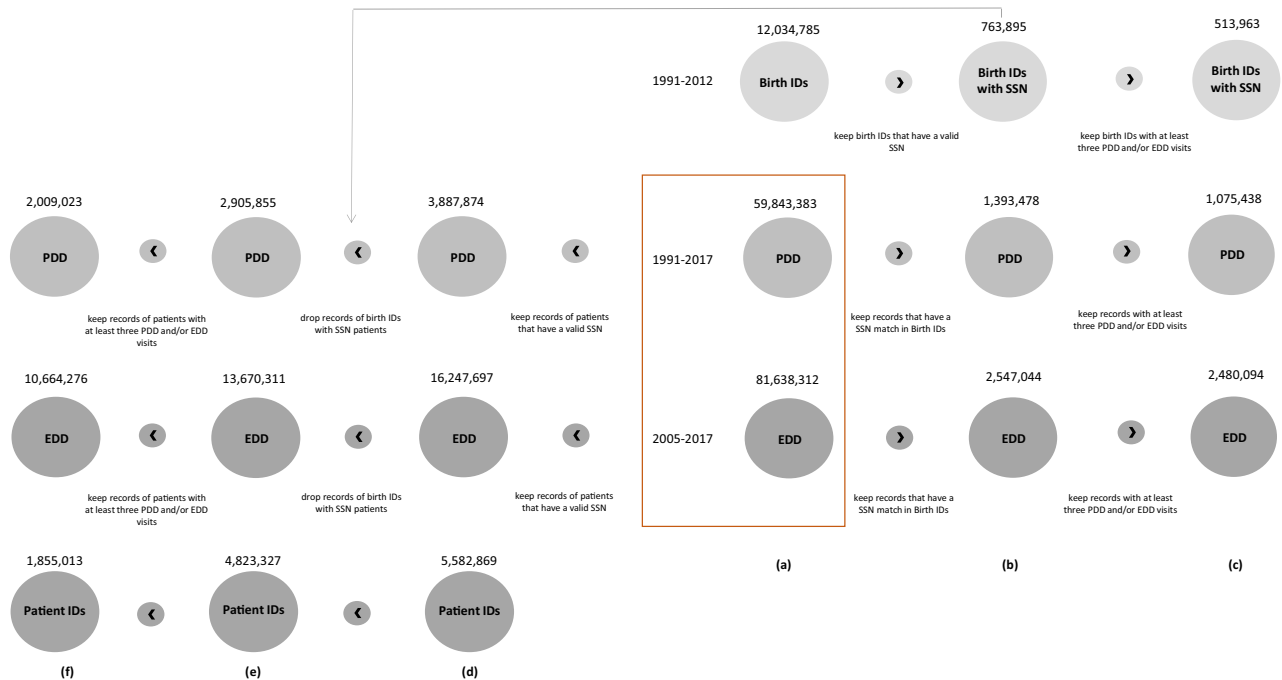 12,034,785
763,895
513,963
1991-2012
Birth IDs
❯
Birth IDs
with SSN
❯
Birth IDs
with SSN
keep birth IDs that have a valid
SSN
keep birth IDs with at least
three PDD and/or EDD visits
2,009,023
2,905,855
3,887,874
59,843,383
1,393,478
1,075,438
PDD
❮
PDD
❮
PDD
❮
1991-2017
PDD
❯
PDD
❯
PDD
keep records of patients with
at least three PDD and/or EDD
visits
drop records of birth IDs
with SSN patients
keep records of patients
that have a valid SSN
keep records that have a
SSN match in Birth IDs
keep records with at least
three PDD and/or EDD visits
10,664,276
13,670,311
16,247,697
81,638,312
2,547,044
2,480,094
EDD
❮
EDD
❮
EDD
❮
2005-2017
EDD
❯
EDD
❯
EDD
keep records of patients with
at least three PDD and/or EDD
visits
drop records of birth IDs
with SSN patients
keep records of patients
that have a valid SSN
keep records that have a
SSN match in Birth IDs
keep records with at least
three PDD and/or EDD visits
1,855,013
4,823,327
5,582,869
(a)
(b)
(c)
Patient IDs
❮
Patient IDs
❮
Patient IDs
(f)
(e)
(d)